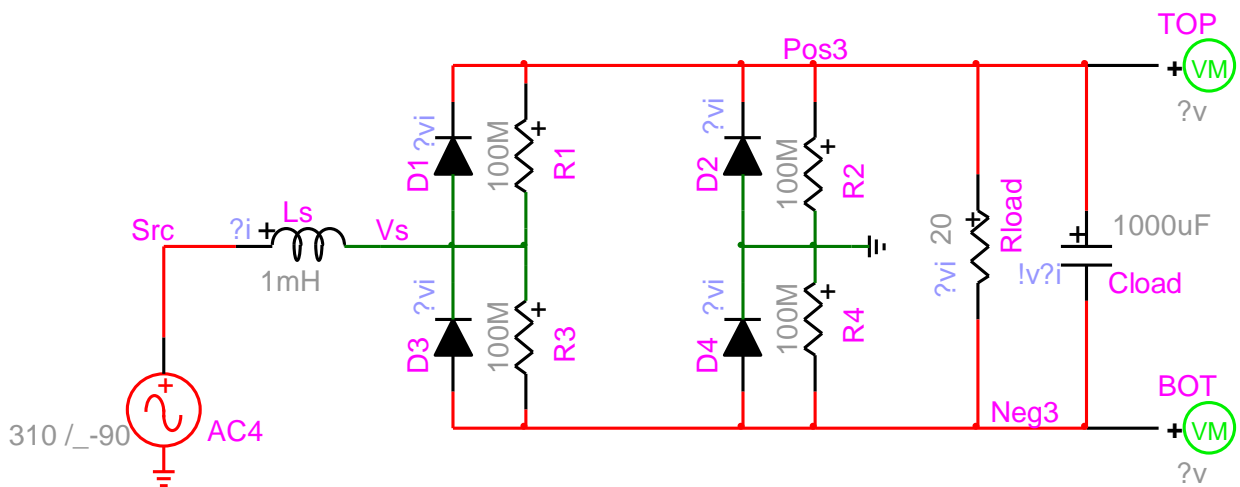 TOP
Pos3
+
VM
?v
?vi
D1
100M
+
R1
?vi
D2
100M
+
R2
Src
?i
+
Ls
1mH
Vs
?vi
20
+
Rload
1000uF
+
!v?i
Cload
?vi
D3
100M
+
R3
?vi
D4
100M
+
R4
310 /_-90
+
AC4
Neg3
BOT
+
VM
?v